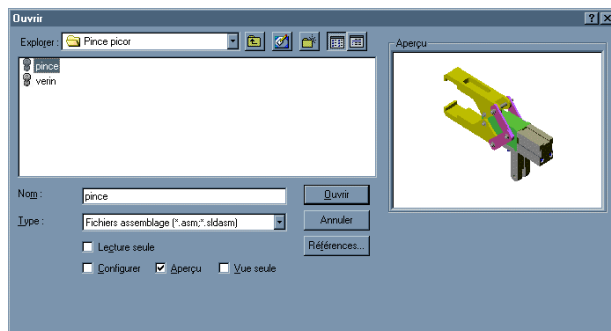 Ouvrir
Explorer : Pince picor
Aperçu
pince
verin
Nom : pince
Ouvrir
Type : Fichiers assemblage (*.asm;*.sldasm)
Annuler
Lecture seule
Références...
Configurer Aperçu Vue seule